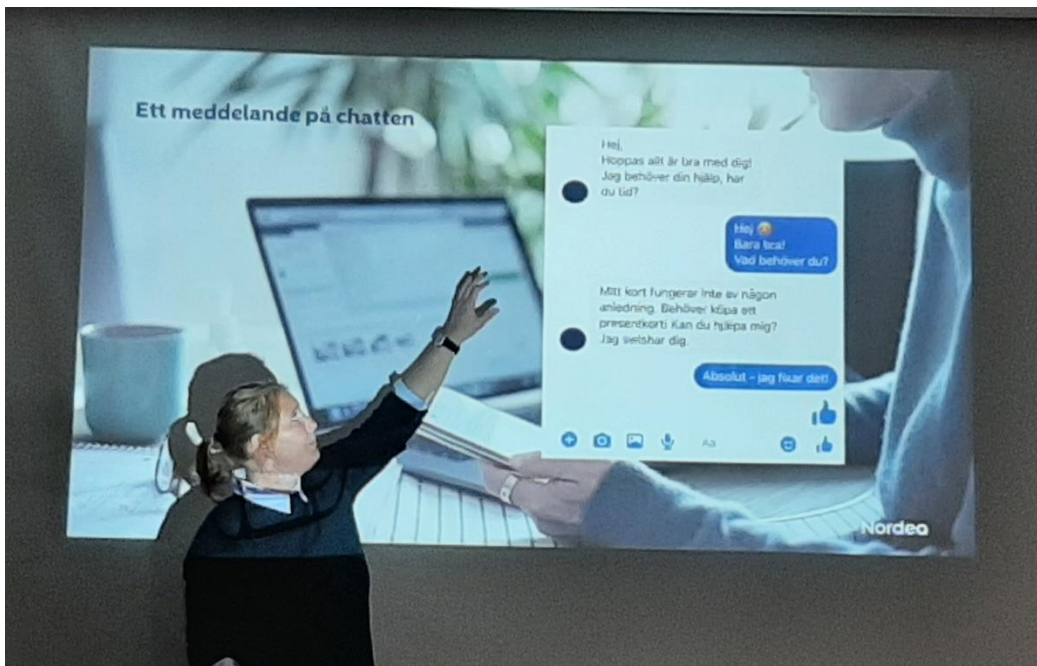 Ett meddelande på chatten
Hej,
Hoppas allt är bra med dig!
Jag behöver din hjälp, har
du tid?
Hej
Bara bra!
Vad behöver du?
Mitt kort fungerar inte av någon
anledning. Behöver köpa ett
presentkort! Kan du hjälpa mig?
Jag swishar dig.
Absolut – jag fixar det!
Aa
Nordea